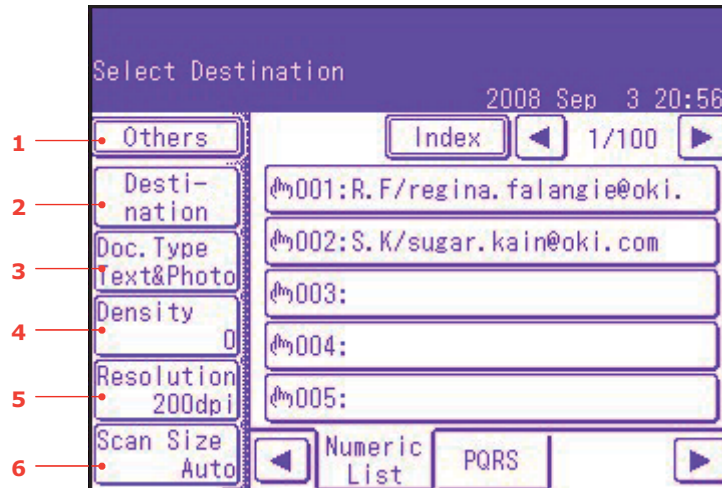 Select Destination
2008 Sep 3 20:56
1
Others
Index
1/100
2
Desti-
nation
001:R.F/regina.falangie@oki.
3
Doc.Type
Text&Photo
002:S.K/sugar.kain@oki.com
003:
4
Density
0
004:
5
Resolution
200dpi
005:
6
Scan Size
Auto
Numeric
List
PQRS